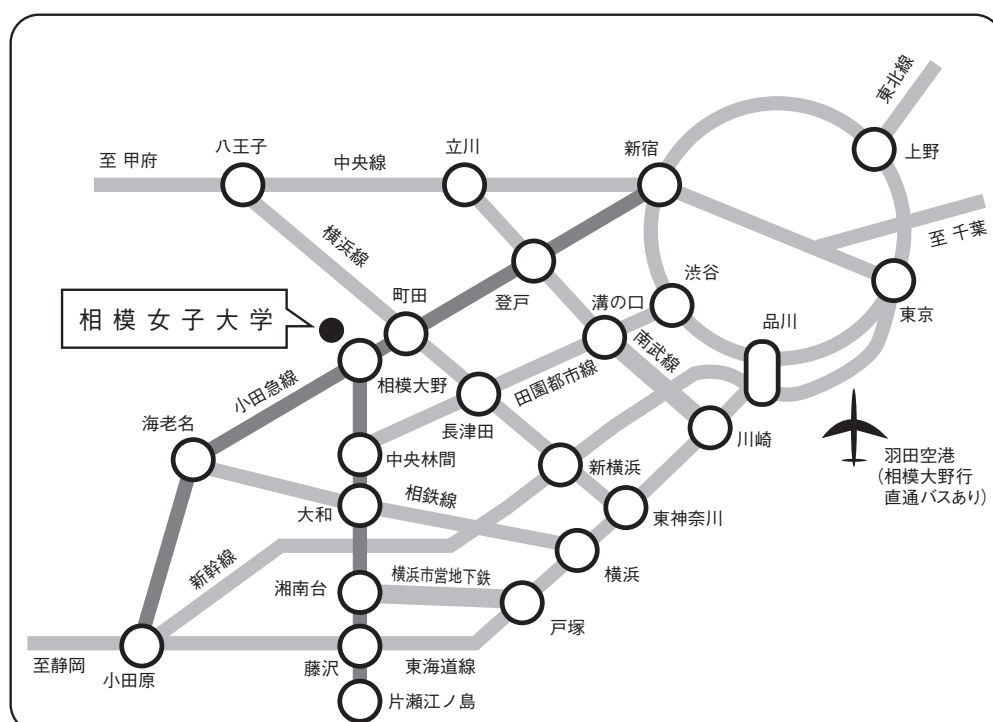 東北線
八王子
立川
新宿
上野
至 甲府
中央線
至 千葉
横浜線
渋谷
町田
登戸
溝の口
東京
品川
相模女子大学
南武線
田園都市線
小田急線
相模大野
海老名
長津田
川崎
中央林間
新横浜
羽田空港
(相模大野行
直通バスあり)
相鉄線
大和
東神奈川
新幹線
横浜
横浜市営地下鉄
湘南台
戸塚
至静岡
小田原
藤沢
東海道線
片瀬江ノ島